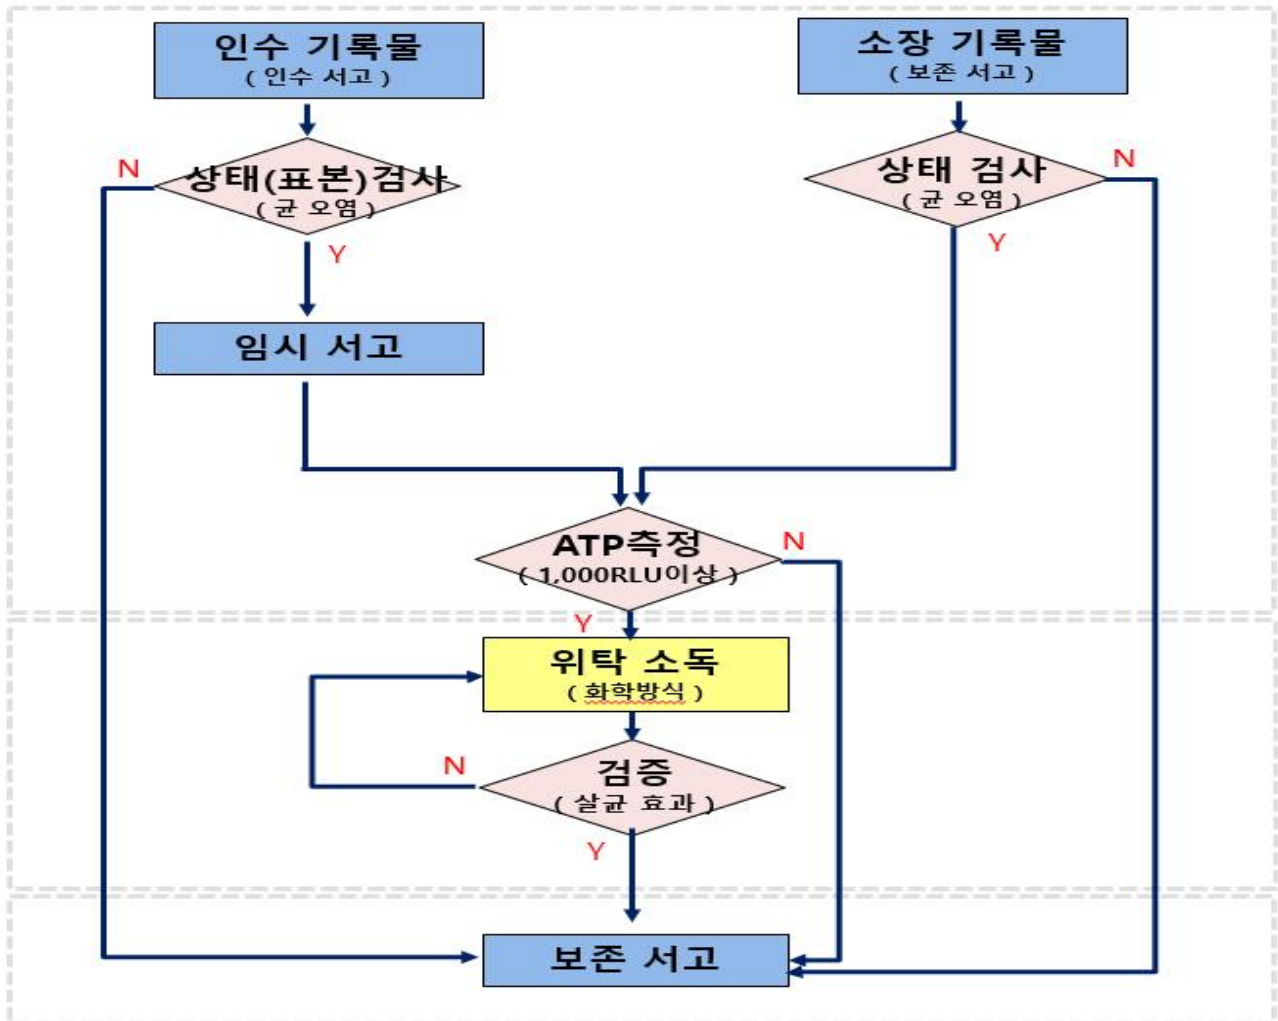 인수 기록물
( 인수 서고 )
소장 기록물
( 보존 서고 )
상태(표본)검사
( 균 오염 )
N
Y
상태 검사
( 균 오염 )
N
Y
임시 서고
ATP측정
( 1,000RLU이상 )
N
Y
위탁 소독
( 화학방식 )
N
검증
( 살균 효과 )
Y
보존 서고